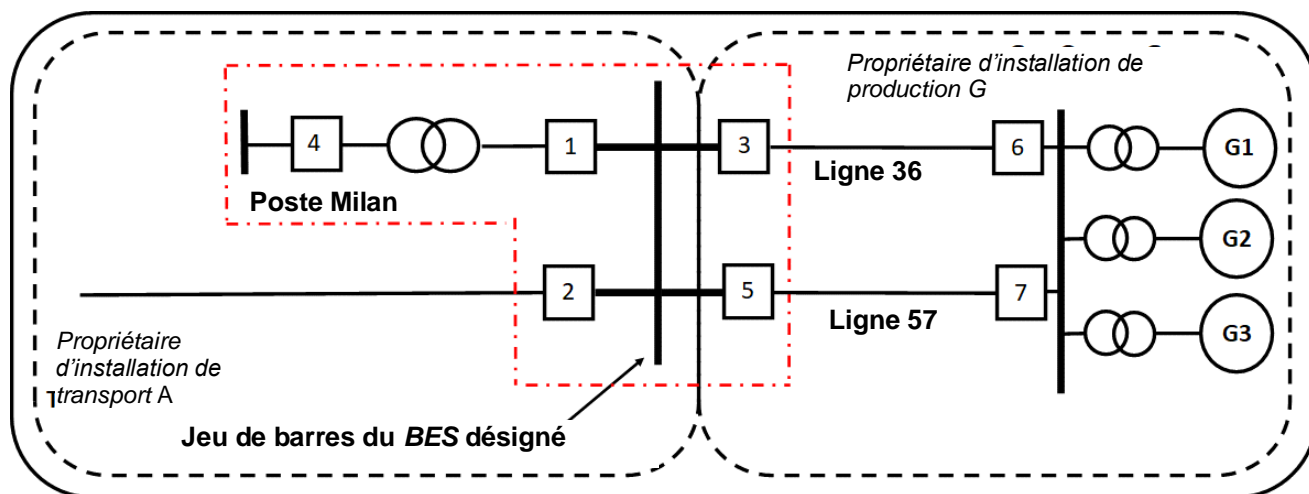 Propriétaire d'installation de
production G
4
1
3
6
G1
Ligne 36
Poste Milan
G2
2
5
7
Ligne 57
G3
Propriétaire
d'installation de
transport A
Jeu de barres du BES désigné